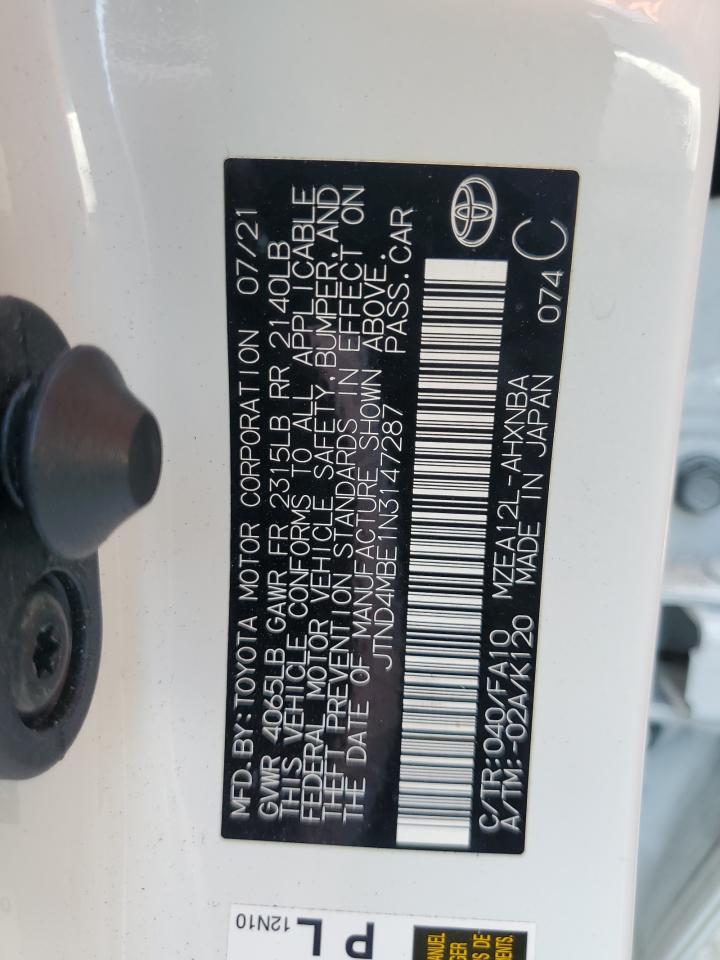 MFD.BY:TOYOTA MOTOR CORPORATION 07/21
GVWR 4065LB GAWR FR 2315LB RR 2140LB
THIS VEHICLE CONFORMS TO ALL APPLICABLE
FEDERAL MOTOR VEHICLE SAFETY,BUMPER,AND
THEFT PREVENTION STANDARDS IN EFFECT ON
THE DATE OF MANUFACTURE SHOWN ABOVE.
JTND4MBE1N3147287 PASS.CAR
C/TR:040/FA10 MZEA12L-AHXNBA 074 C
A/TM:-02A/K120 MADE IN JAPAN
12N10
P L